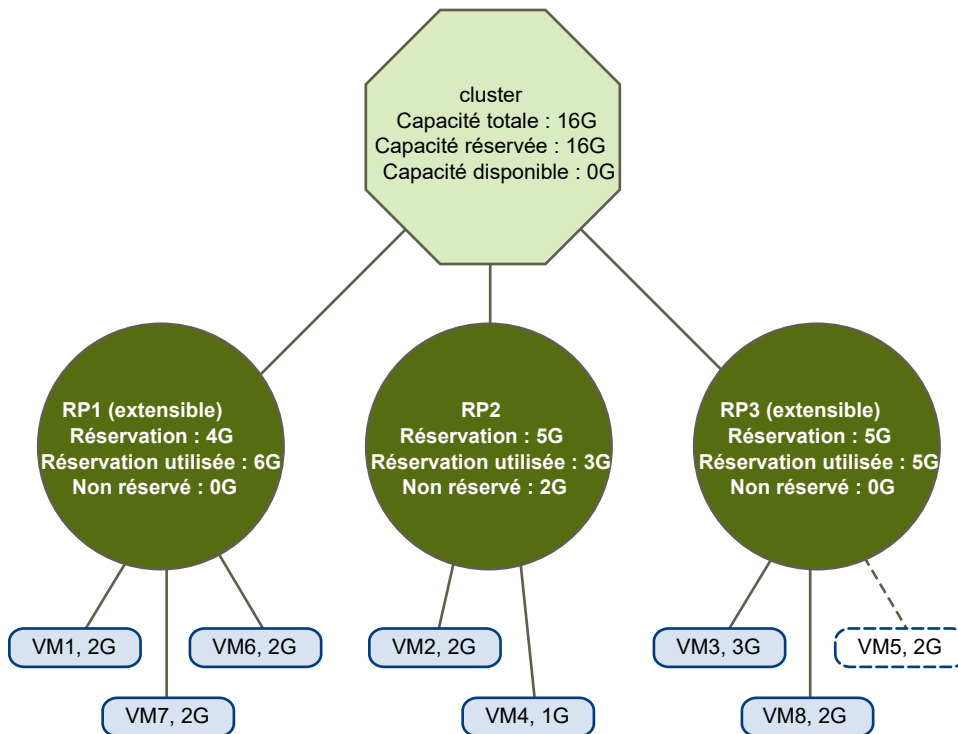 cluster
Capacité totale : 16G
Capacité réservée : 16G
Capacité disponible : 0G
RP1 (extensible)
Réservation : 4G
Réservation utilisée : 6G
Non réservé : 0G
RP2
Réservation : 5G
Réservation utilisée : 3G
Non réservé : 2G
RP3 (extensible)
Réservation : 5G
Réservation utilisée : 5G
Non réservé : 0G
VM1, 2G
VM6, 2G
VM2, 2G
VM3, 3G
VM5, 2G
VM7, 2G
VM4, 1G
VM8, 2G